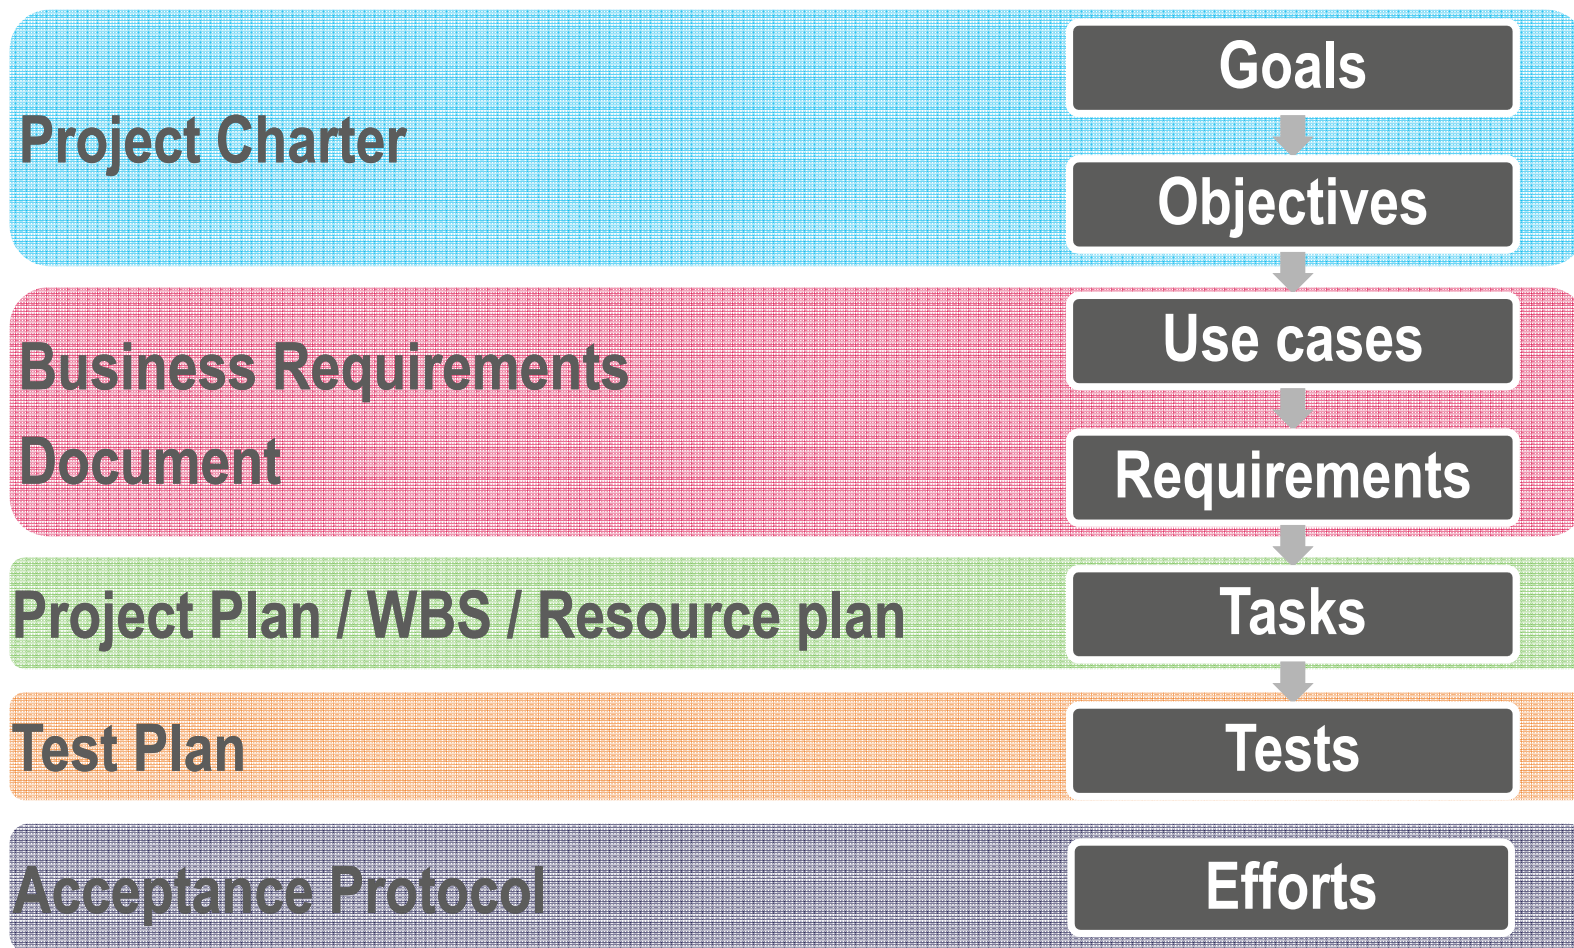 Project Charter
Goals
Objectives
Business Requirements
Document
Use cases
Requirements
Project Plan / WBS / Resource plan
Tasks
Test Plan
Tests
Acceptance Protocol
Efforts